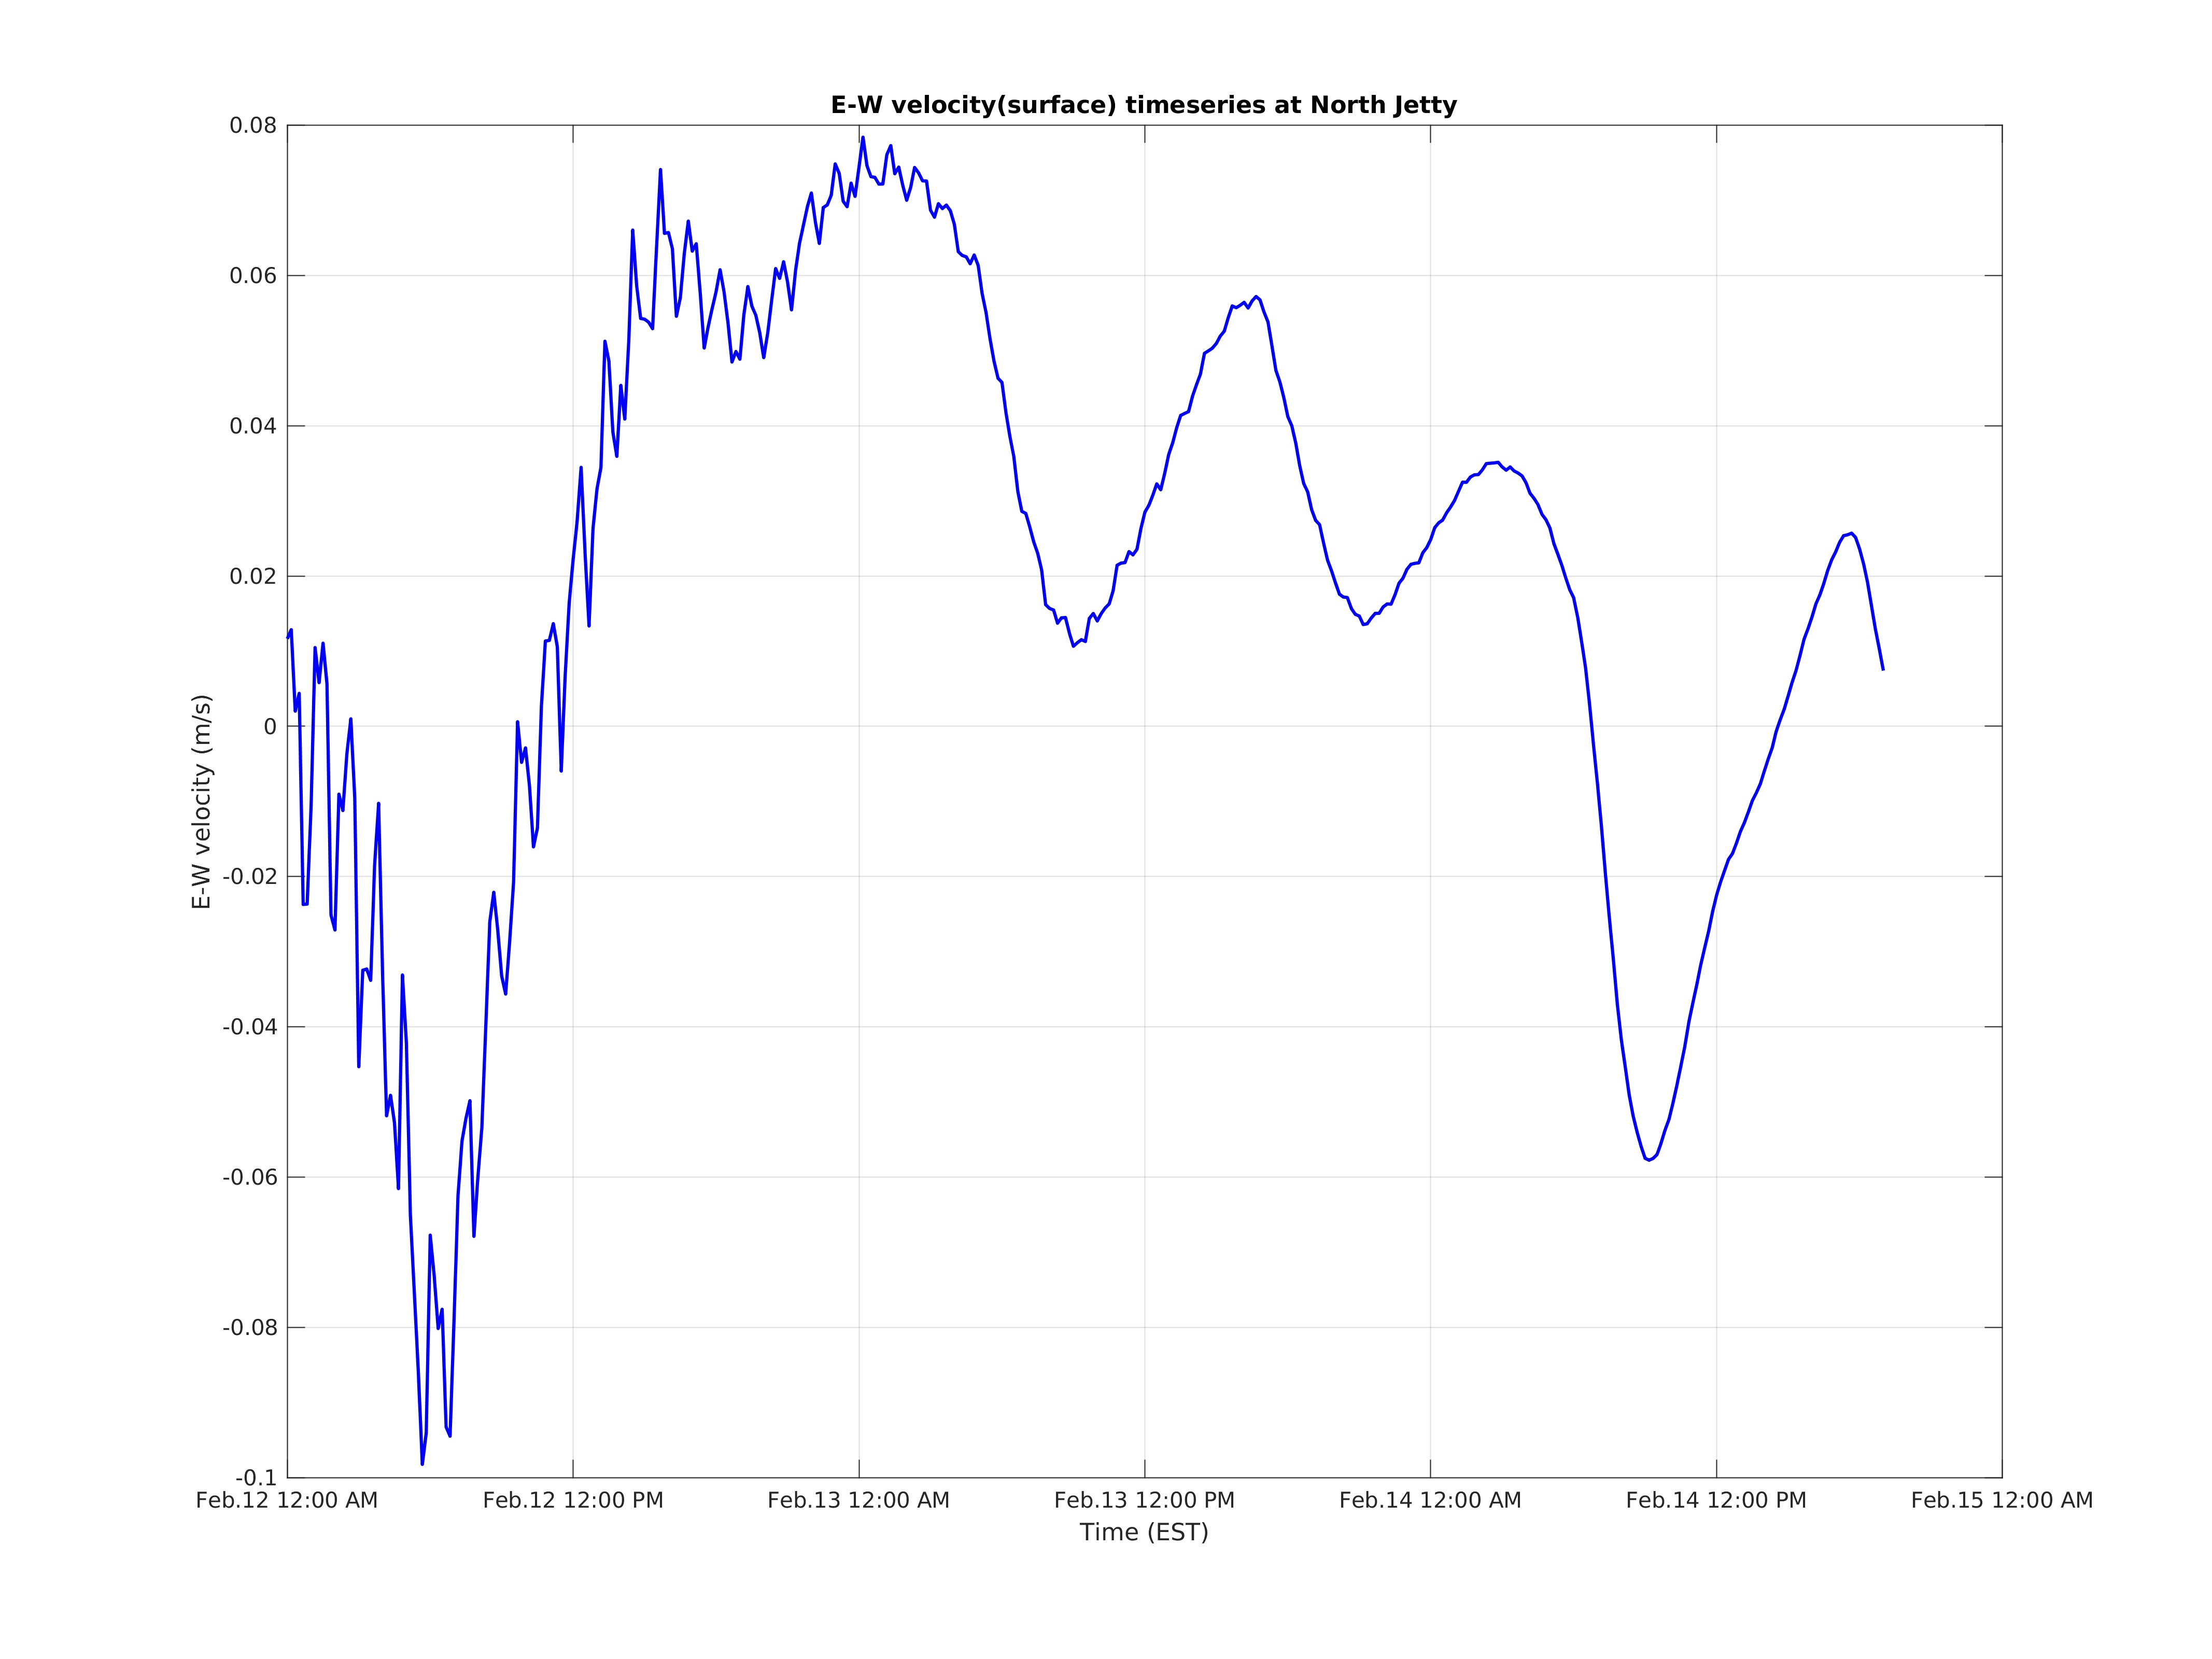 E-W velocity(surface) timeseries at North Jetty
0.08
0.06
0.04
0.02
0
-0.02
-0.04
-0.06
-0.08
-0.1
E-W velocity (m/s)
Feb.12 12:00 AM Feb.12 12:00 PM Feb.13 12:00 AM Feb.13 12:00 PM Feb.14 12:00 AM Feb.14 12:00 PM Feb.15 12:00 AM
Time (EST)